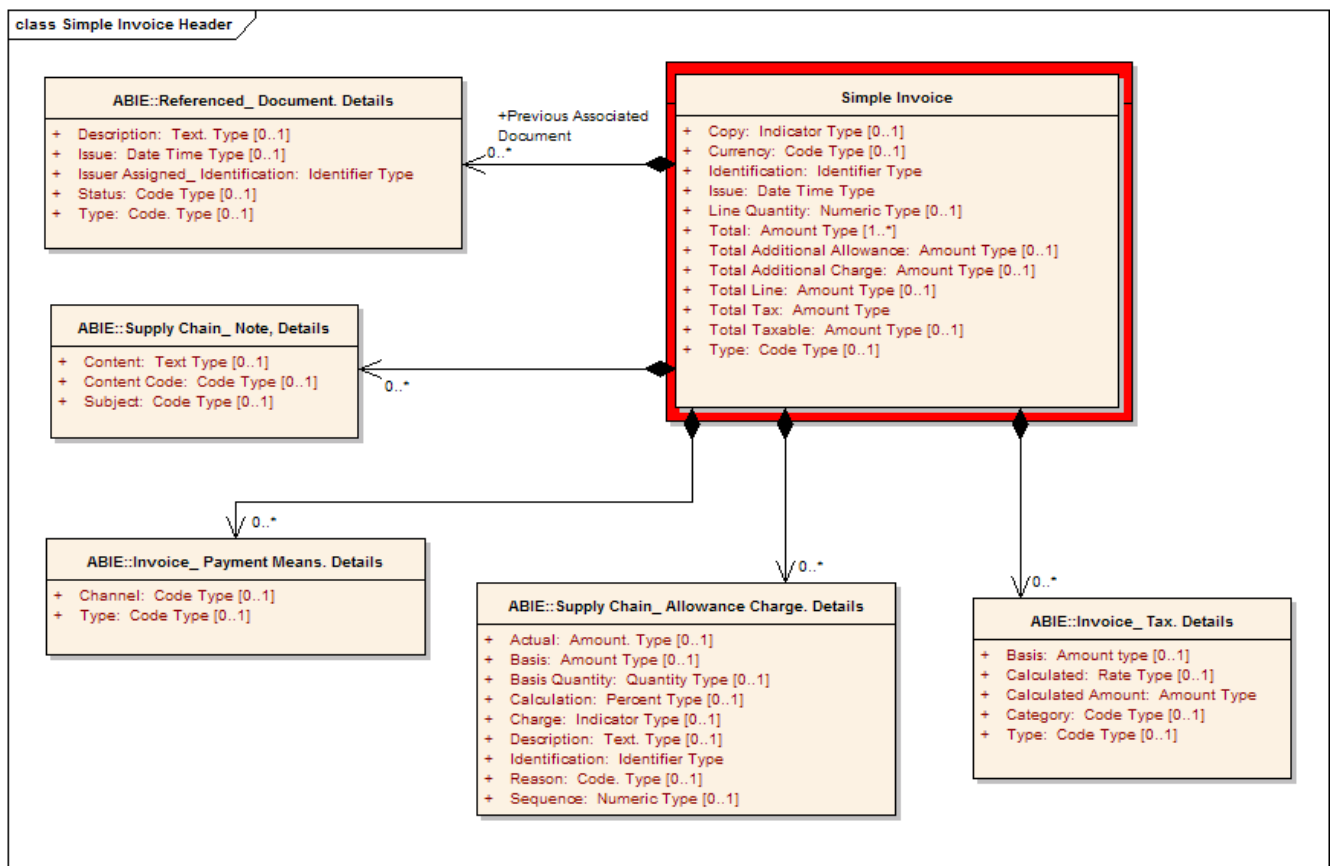 class Simple Invoice Header
ABIE::Referenced_ Document. Details
+ Description: Text. Type [0..1]
+ Issue: Date Time Type [0..1]
+ Issuer Assigned_ Identification: Identifier Type
+ Status: Code Type [0..1]
+ Type: Code. Type [0..1]
+Previous Associated
Document
0..*
Simple Invoice
+ Copy: Indicator Type [0..1]
+ Currency: Code Type [0..1]
+ Identification: Identifier Type
+ Issue: Date Time Type
+ Line Quantity: Numeric Type [0..1]
+ Total: Amount Type [1..*]
+ Total Additional Allowance: Amount Type [0..1]
+ Total Additional Charge: Amount Type [0..1]
+ Total Line: Amount Type [0..1]
+ Total Tax: Amount Type
+ Total Taxable: Amount Type [0..1]
+ Type: Code Type [0..1]
ABIE::Supply Chain_ Note, Details
+ Content: Text Type [0..1]
+ Content Code: Code Type [0..1]
+ Subject: Code Type [0..1]
0..*
0..*
ABIE::Invoice_ Payment Means. Details
+ Channel: Code Type [0..1]
+ Type: Code Type [0..1]
0..*
ABIE::Supply Chain_ Allowance Charge. Details
+ Actual: Amount. Type [0..1]
+ Basis: Amount Type [0..1]
+ Basis Quantity: Quantity Type [0..1]
+ Calculation: Percent Type [0..1]
+ Charge: Indicator Type [0..1]
+ Description: Text. Type [0..1]
+ Identification: Identifier Type
+ Reason: Code. Type [0..1]
+ Sequence: Numeric Type [0..1]
0..*
ABIE::Invoice_ Tax. Details
+ Basis: Amount type [0..1]
+ Calculated: Rate Type [0..1]
+ Calculated Amount: Amount Type
+ Category: Code Type [0..1]
+ Type: Code Type [0..1]